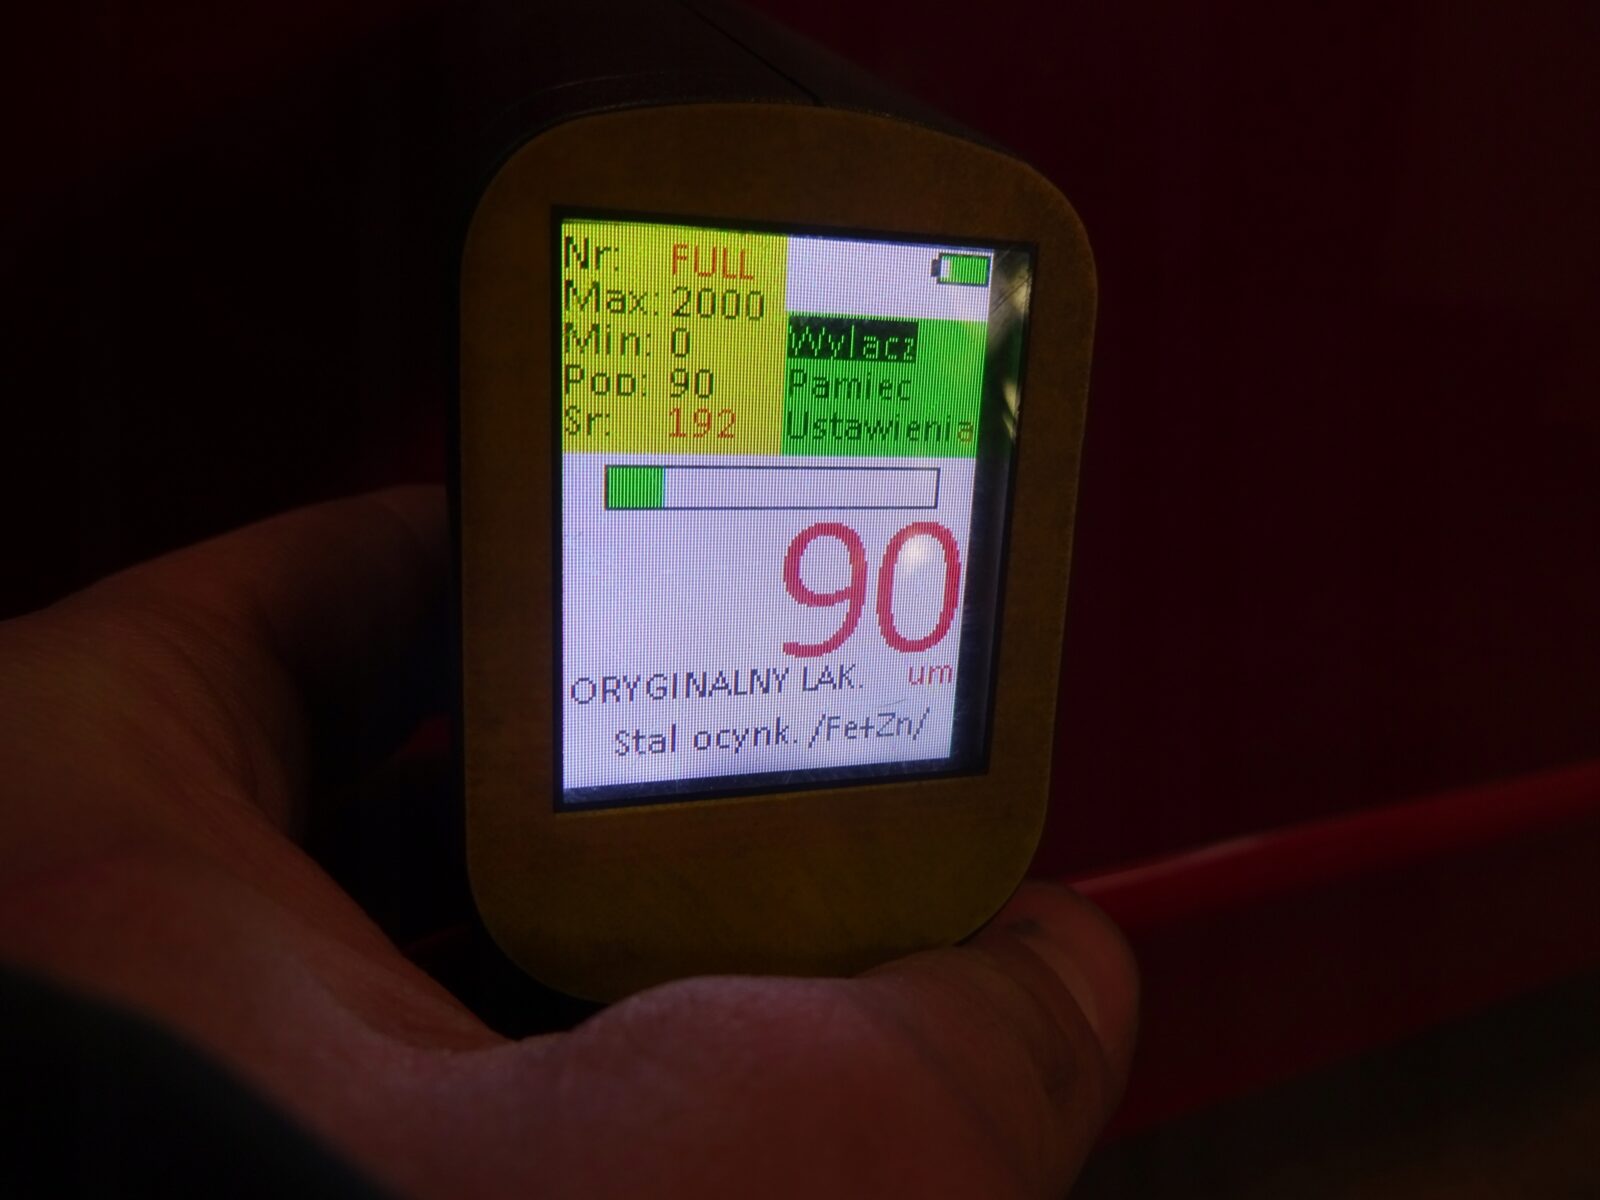 Nr: FULL
Max: 2000
Min: 0
Pop: 90
Sr: 192
Wylacz
Pamiec
Ustawienia
90
um
ORYGINALNY LAK.
Stal ocynk. /Fe+Zn/